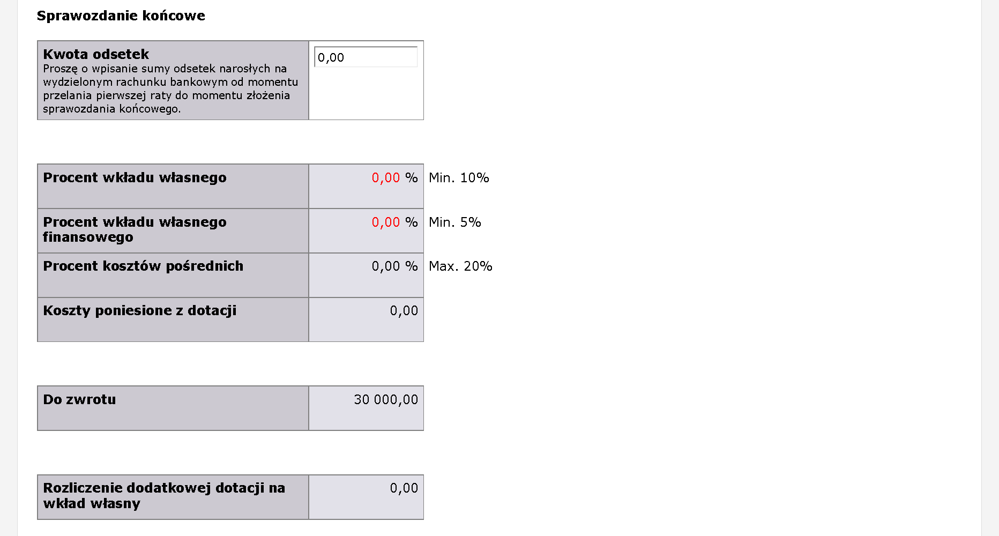 Sprawozdanie końcowe
Kwota odsetek
0,00
Proszę o wpisanie sumy odsetek narosłych na
wydzielonym rachunku bankowym od momentu
przelania pierwszej raty do momentu złożenia
sprawozdania końcowego.
Procent wkładu własnego
0,00 %
Min. 10%
Procent wkładu własnego
finansowego
0,00 %
Min. 5%
Procent kosztów pośrednich
0,00 %
Max. 20%
Koszty poniesione z dotacji
0,00
Do zwrotu
30 000,00
Rozliczenie dodatkowej dotacji na
wkład własny
0,00